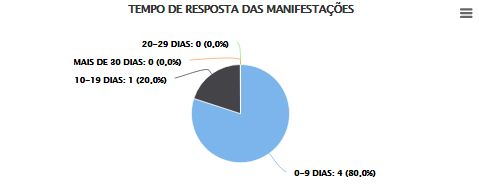 TEMPO DE RESPOSTA DAS MANIFESTAÇÕES
20-29 DIAS: 0 (0,0%)
MAIS DE 30 DIAS: 0 (0,0%)
10-19 DIAS: 1 (20,0%)
0-9 DIAS: 4 (80,0%)